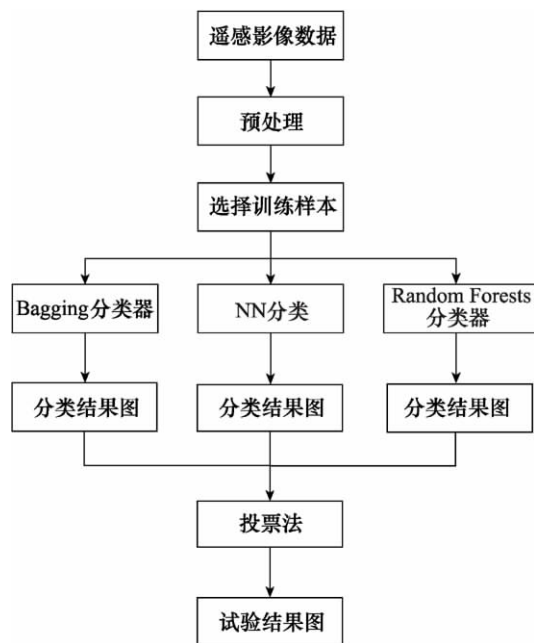 遥感影像数据
预处理
选择训练样本
Bagging分类器
NN分类
Random Forests
分类器
分类结果图
分类结果图
分类结果图
投票法
试验结果图